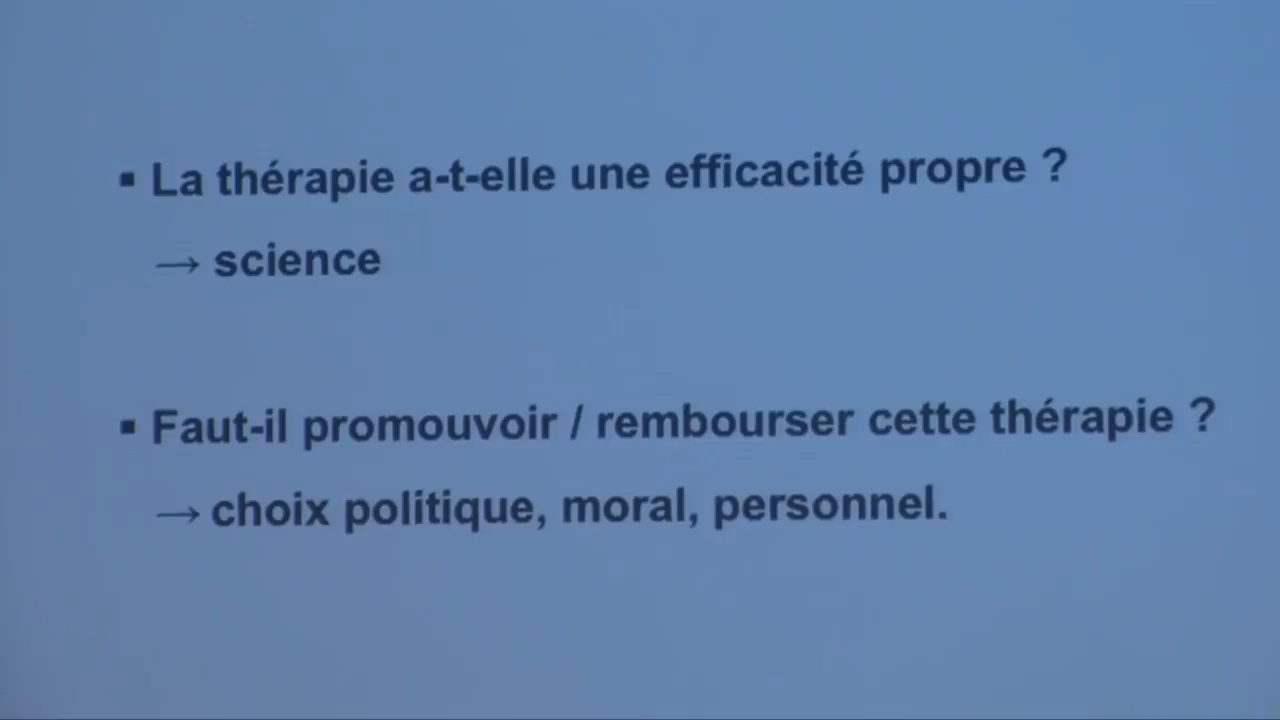 ▪ La thérapie a-t-elle une efficacité propre ?
→ science
▪ Faut-il promouvoir / rembourser cette thérapie ?
→ choix politique, moral, personnel.